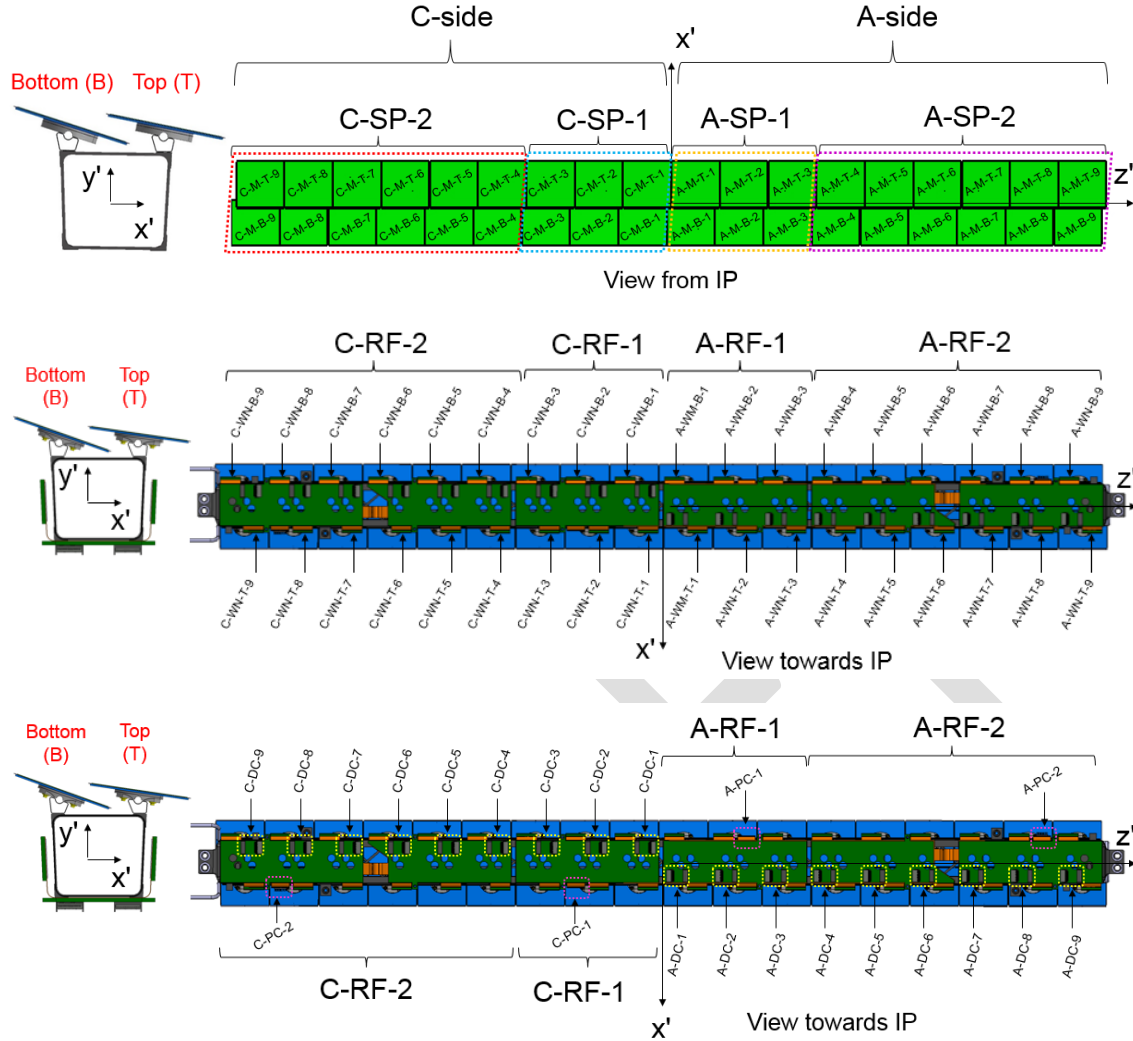 C-side
A-side
x'
Bottom (B)
Top (T)
C-SP-2
C-SP-1
A-SP-1
A-SP-2
y'
x'
z'
C-M-T-9
C-M-T-8
C-M-T-7
C-M-T-6
C-M-T-5
C-M-T-4
C-M-T-3
C-M-T-2
C-M-T-1
A-M-T-1
A-M-T-2
A-M-T-3
A-M-T-4
A-M-T-5
A-M-T-6
A-M-T-7
A-M-T-8
A-M-T-9
C-M-B-9
C-M-B-8
C-M-B-7
C-M-B-6
C-M-B-5
C-M-B-4
C-M-B-3
C-M-B-2
C-M-B-1
A-M-B-1
A-M-B-2
A-M-B-3
A-M-B-4
A-M-B-5
A-M-B-6
A-M-B-7
A-M-B-8
A-M-B-9
View from IP
C-RF-2
C-RF-1
A-RF-1
A-RF-2
Bottom
(B)
Top
(T)
C-WN-B-9
C-WN-B-8
C-WN-B-7
C-WN-B-6
C-WN-B-5
C-WN-B-4
C-WN-B-3
C-WN-B-2
C-WN-B-1
A-WM-B-1
A-WN-B-2
A-WN-B-3
A-WN-B-4
A-WN-B-5
A-WN-B-6
A-WN-B-7
A-WN-B-8
A-WN-B-9
y'
x'
z'
C-WN-T-9
C-WN-T-8
C-WN-T-7
C-WN-T-6
C-WN-T-5
C-WN-T-4
C-WN-T-3
C-WN-T-2
C-WN-T-1
A-WM-T-1
A-WN-T-2
A-WN-T-3
A-WN-T-4
A-WN-T-5
A-WN-T-6
A-WN-T-7
A-WN-T-8
A-WN-T-9
x'
View towards IP
A-RF-1
A-RF-2
Bottom
(B)
Top
(T)
C-DC-9
C-DC-8
C-DC-7
C-DC-6
C-DC-5
C-DC-4
C-DC-3
C-DC-2
C-DC-1
A-PC-1
A-PC-2
y'
x'
z'
C-PC-2
C-PC-1
A-DC-1
A-DC-2
A-DC-3
A-DC-4
A-DC-5
A-DC-6
A-DC-7
A-DC-8
A-DC-9
C-RF-2
C-RF-1
x'
View towards IP